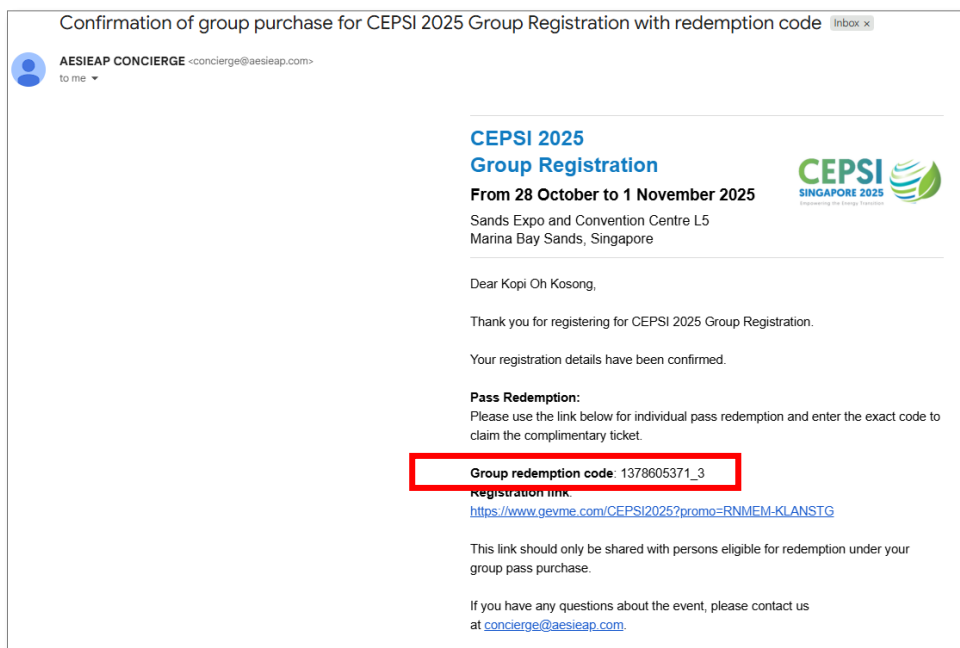 Confirmation of group purchase for CEPSI 2025 Group Registration with redemption code Inbox ×
AESIEAP CONCIERGE <concierge@aesieap.com>
to me
CEPSI 2025
Group Registration
From 28 October to 1 November 2025
Sands Expo and Convention Centre L5
Marina Bay Sands, Singapore
CEPSI
SINGAPORE 2025
Empowering the Energy Transition
Dear Kopi Oh Kosong,
Thank you for registering for CEPSI 2025 Group Registration.
Your registration details have been confirmed.
Pass Redemption:
Please use the link below for individual pass redemption and enter the exact code to
claim the complimentary ticket.
Group redemption code: 1378605371_3
Registration link:
https://www.gevme.com/CEPSI2025?promo=RNMEM-KLANSTG
This link should only be shared with persons eligible for redemption under your
group pass purchase.
If you have any questions about the event, please contact us
at concierge@aesieap.com.